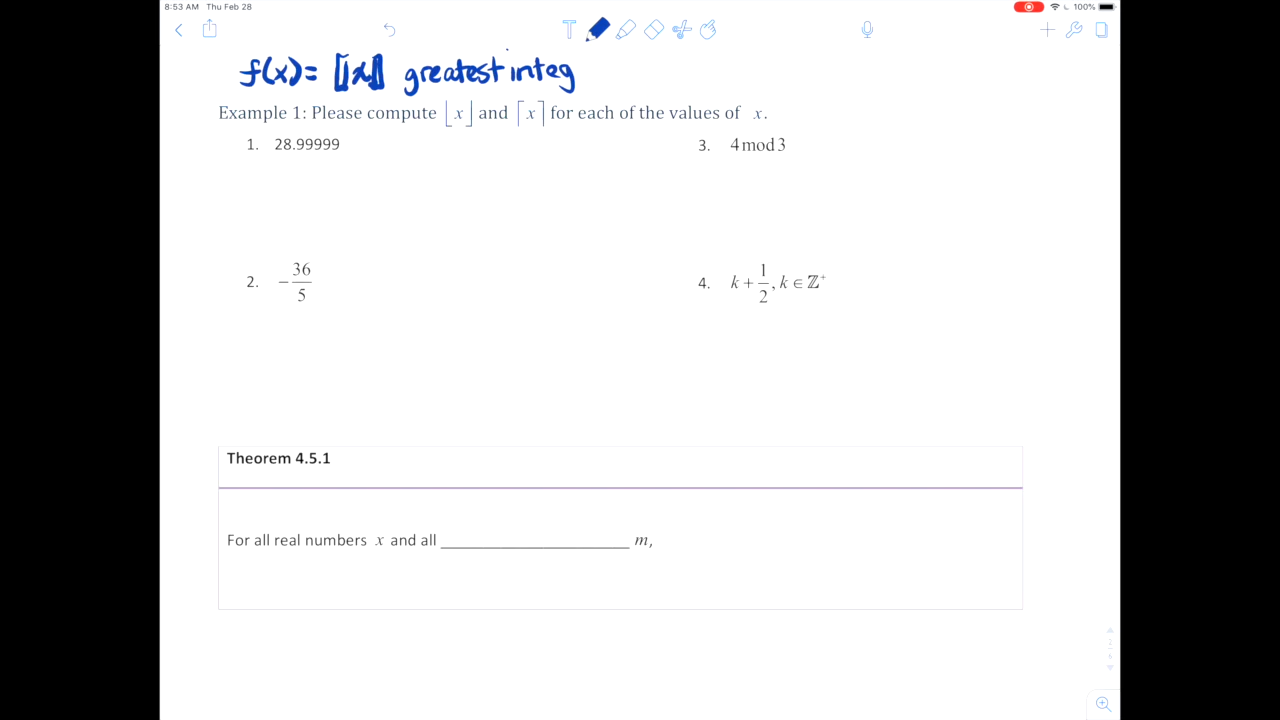 8:53 AM Thu Feb 28
100%
T
f(x) = ⟦x⟧ greatest integ
Example 1: Please compute ⌊x⌋ and ⌈x⌉ for each of the values of x.
1. 28.99999
3. 4 mod 3
2. −36/5
4. k + 1/2, k ∈ ℤ⁺
Theorem 4.5.1
For all real numbers x and all ____________________ m,